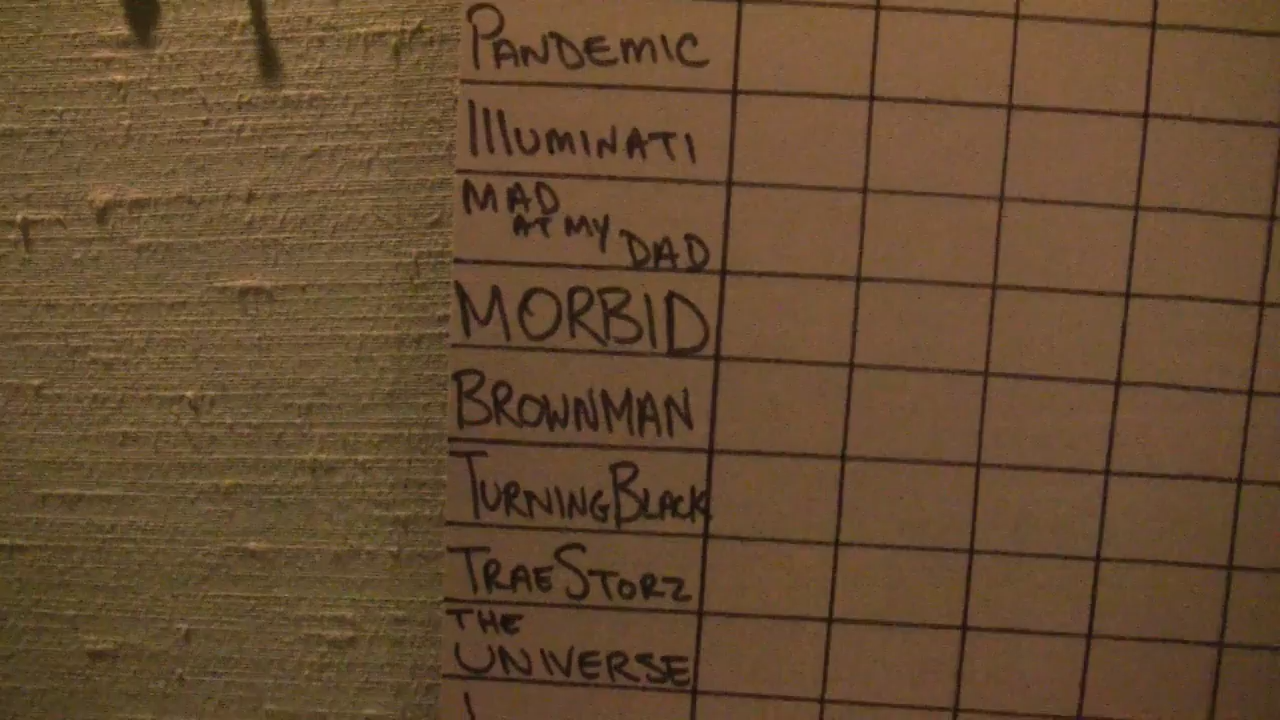 PANDEMIC
ILLUMINATI
MAD
AT MY
DAD
MORBID
BROWNMAN
TURNINGBLACK
TRAESTORZ
THE
UNIVERSE